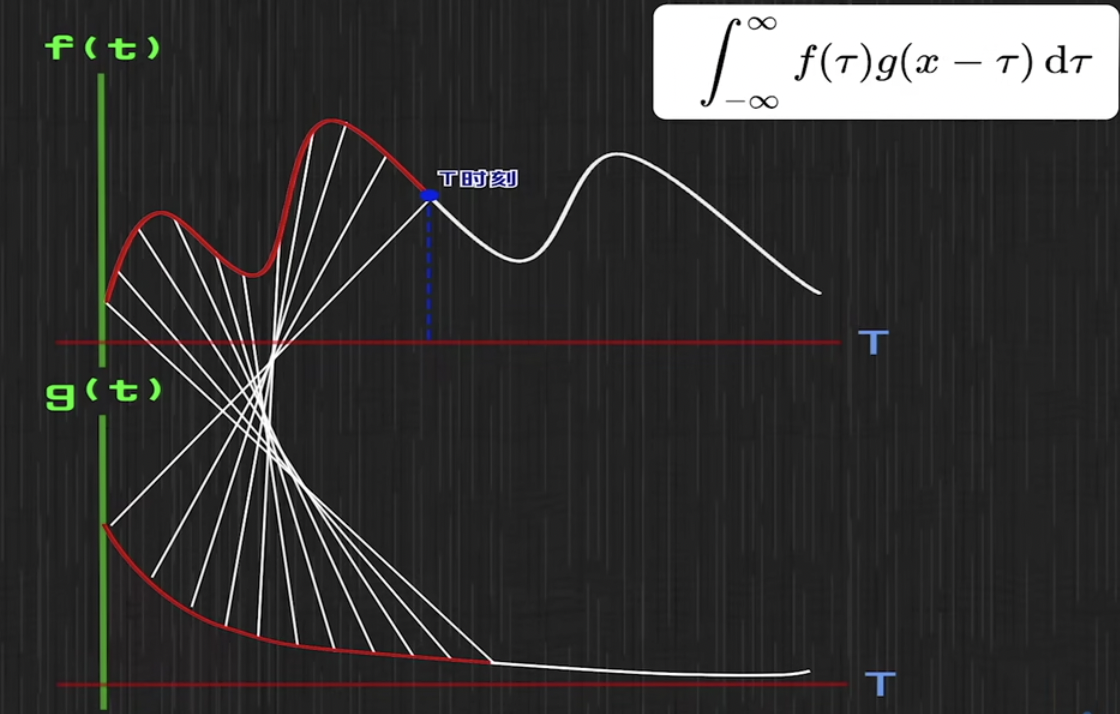 f(t)
∫_{-∞}^{∞} f(τ)g(x − τ) dτ
T时刻
T
g(t)
T